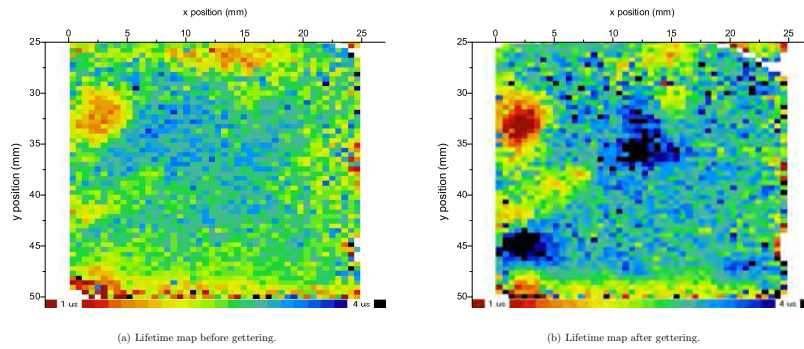 x position (mm)
0 5 10 15 20 25
y position (mm)
25
30
35
40
45
50
1 us
4 us
(a) Lifetime map before gettering.
x position (mm)
0 5 10 15 20 25
y position (mm)
25
30
35
40
45
50
1 us
4 us
(b) Lifetime map after gettering.